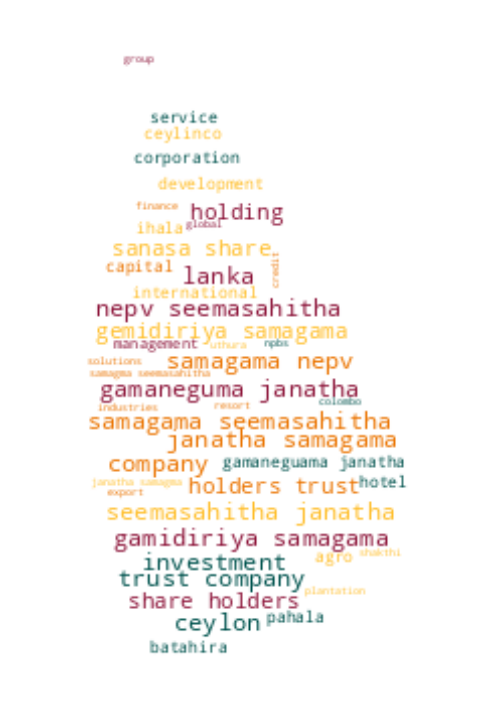 group
service
ceylinco
corporation
development
finance
holding
global
ihala
sanasa share
credit
capital
lanka
international
nepv seemasahitha
gemidiriya samagama
management
uthura
npbs
solutions
samagama nepv
samagma seemasahitha
gamaneguma janatha
colombo
industries
resort
samagama seemasahitha
janatha samagama
company
gamaneguama janatha
janatha samagma
holders trust
hotel
export
seemasahitha janatha
gamidiriya samagama
investment
agro
shakthi
trust company
plantation
share holders
ceylon
pahala
batahira